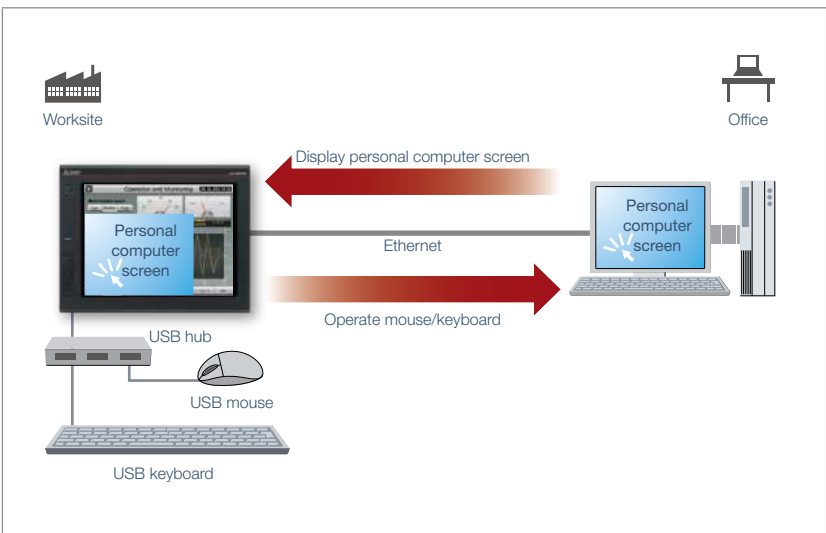 Worksite
Office
Display personal computer screen
Operation and Monitoring
Personal
computer
screen
Personal
computer
screen
Ethernet
Operate mouse/keyboard
USB hub
USB mouse
USB keyboard